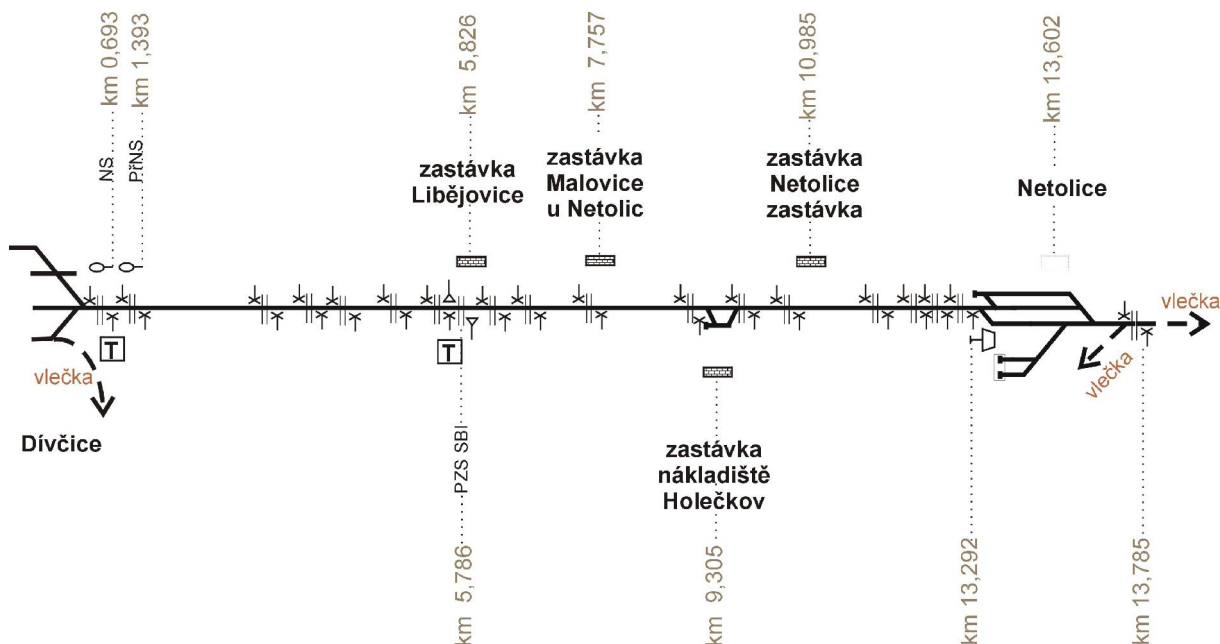 km 0,693
km 1,393
km 5,826
km 7,757
km 10,985
km 13,602
NS
PřNS
zastávka
Libějovice
zastávka
Malovice
u Netolic
zastávka
Netolice
zastávka
Netolice
vlečka
T
T
vlečka
vlečka
Dívčice
PZS SBI
zastávka
nákladiště
Holečkov
km 5,786
km 9,305
km 13,292
km 13,785